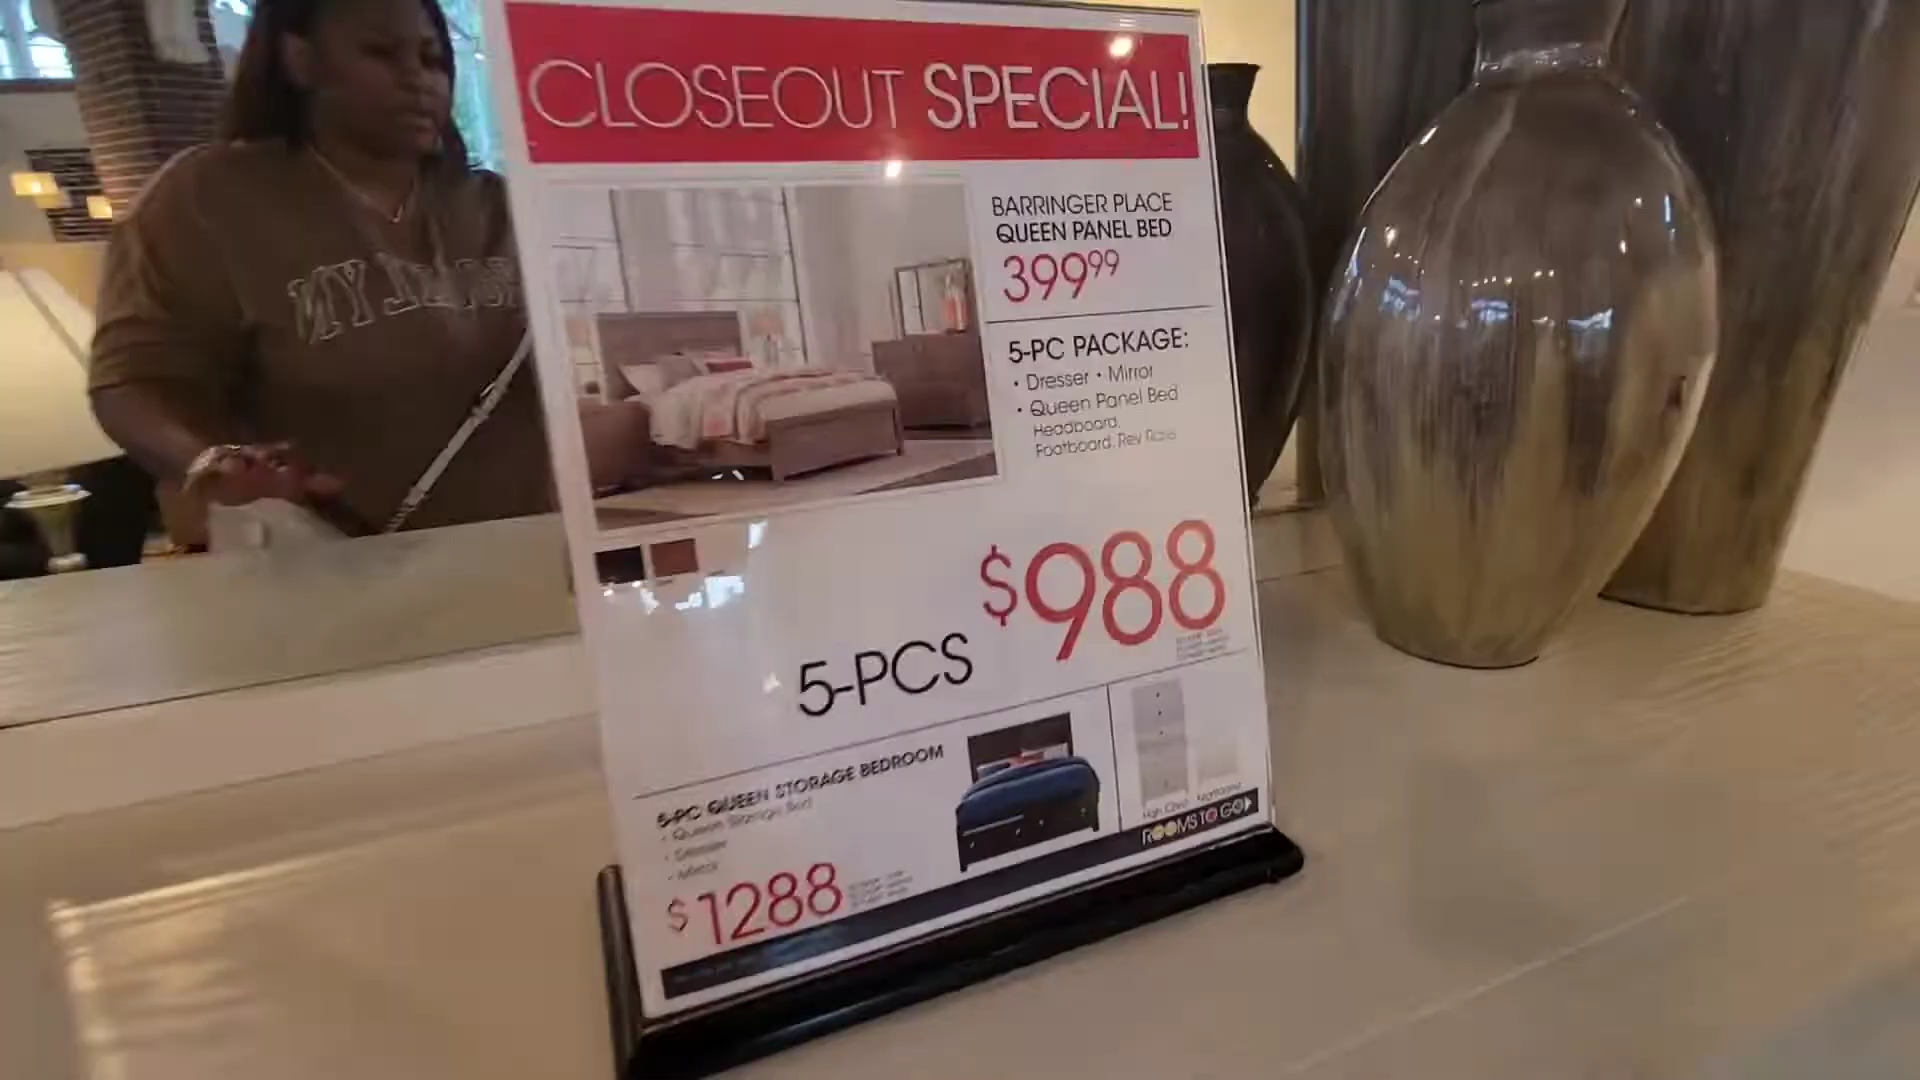 CLOSEOUT SPECIAL!
BARRINGER PLACE
QUEEN PANEL BED
399⁹⁹
5-PC PACKAGE:
• Dresser • Mirror
• Queen Panel Bed
Headboard,
Footboard, Rev Rails
$988
5-PCS
5-PC QUEEN STORAGE BEDROOM
• Queen Storage Bed
• Dresser
• Mirror
$1288
ROOMS TO GO